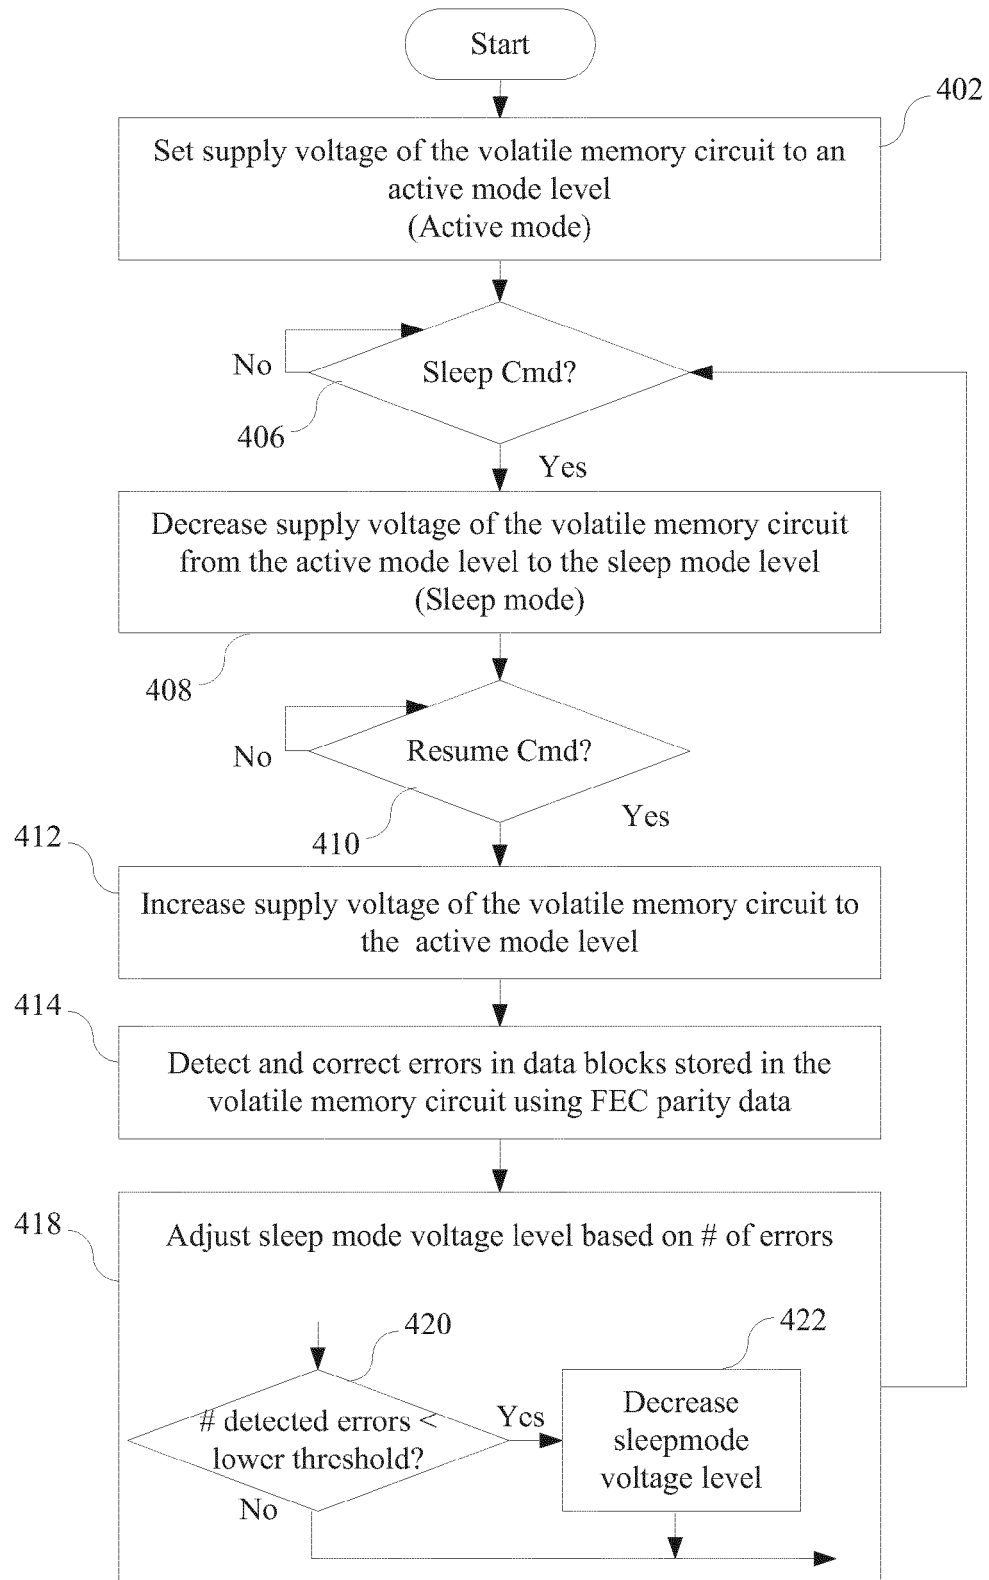 Start
402
Set supply voltage of the volatile memory circuit to an
active mode level
(Active mode)
No
Sleep Cmd?
406
Yes
Decrease supply voltage of the volatile memory circuit
from the active mode level to the sleep mode level
(Sleep mode)
408
No
Resume Cmd?
410
Yes
412
Increase supply voltage of the volatile memory circuit to
the active mode level
414
Detect and correct errors in data blocks stored in the
volatile memory circuit using FEC parity data
418
Adjust sleep mode voltage level based on # of errors
420
422
# detected errors <
lower threshold?
Yes
No
Decrease
sleepmode
voltage level